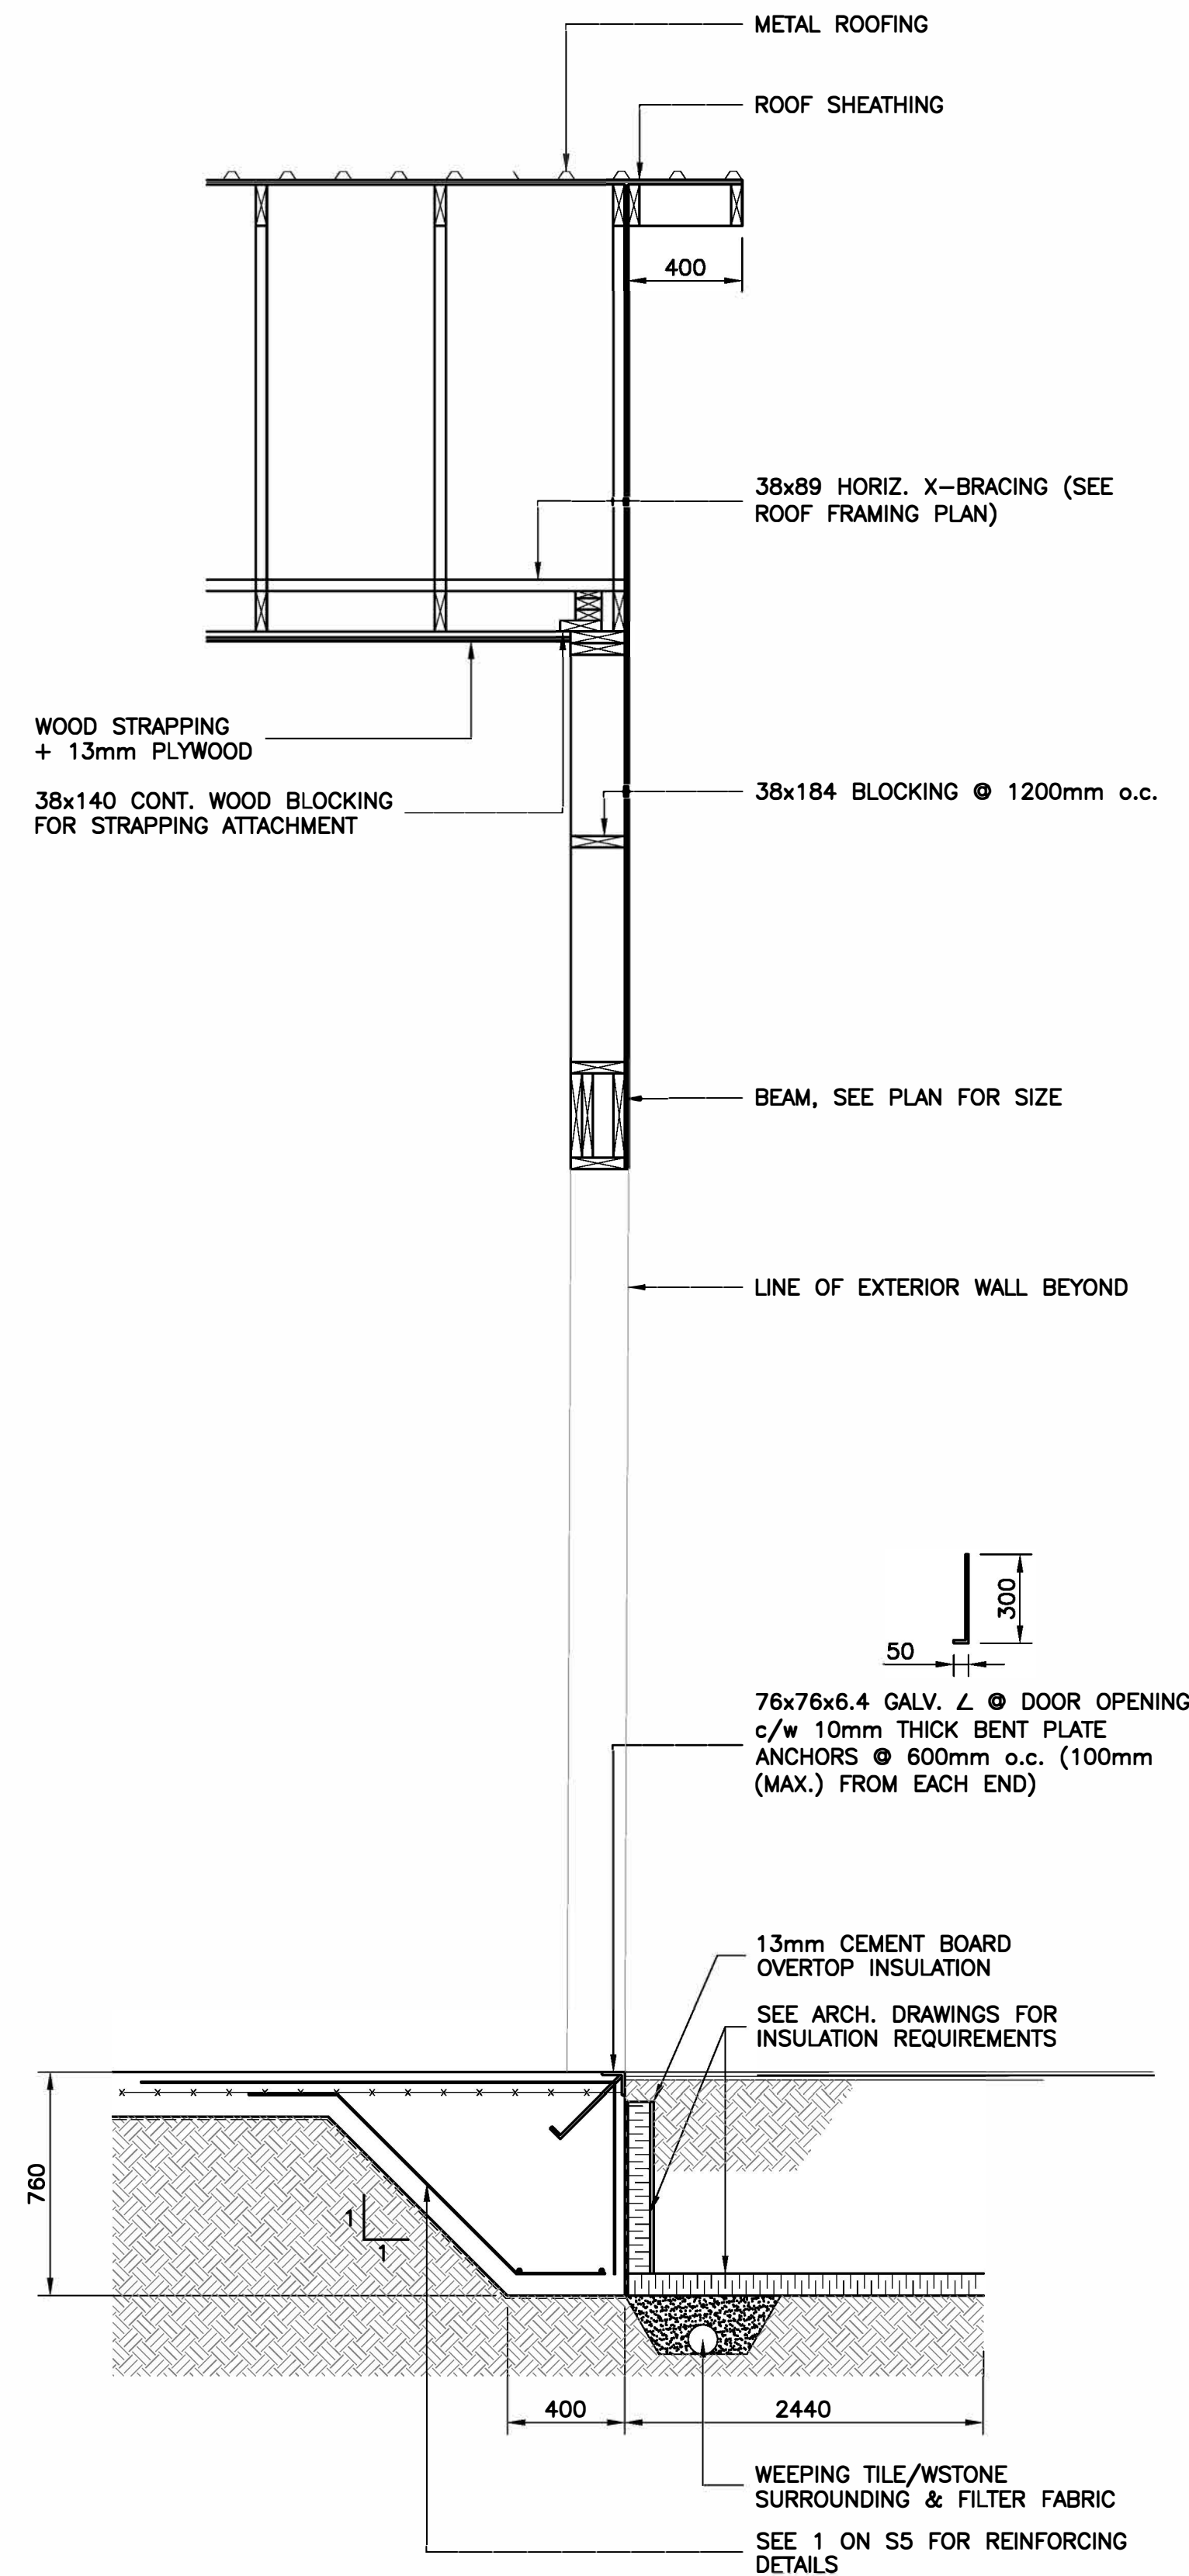 METAL ROOFING
ROOF SHEATHING
400
38x89 HORIZ. X-BRACING (SEE
ROOF FRAMING PLAN)
WOOD STRAPPING
+ 13mm PLYWOOD
38x140 CONT. WOOD BLOCKING
FOR STRAPPING ATTACHMENT
38x184 BLOCKING @ 1200mm o.c.
BEAM, SEE PLAN FOR SIZE
LINE OF EXTERIOR WALL BEYOND
300
50
76x76x6.4 GALV. ∠ @ DOOR OPENING
c/w 10mm THICK BENT PLATE
ANCHORS @ 600mm o.c. (100mm
(MAX.) FROM EACH END)
13mm CEMENT BOARD
OVERTOP INSULATION
SEE ARCH. DRAWINGS FOR
INSULATION REQUIREMENTS
760
1
1
400
2440
WEEPING TILE/WSTONE
SURROUNDING & FILTER FABRIC
SEE 1 ON S5 FOR REINFORCING
DETAILS